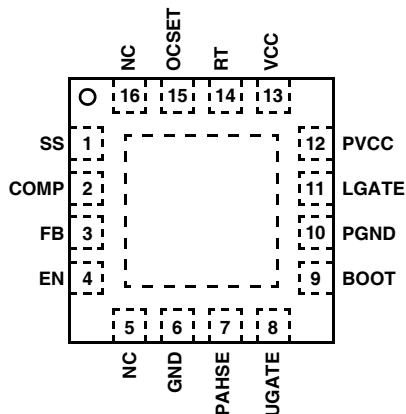 NC OCSET RT VCC
16 15 14 13
SS 1 12 PVCC
COMP 2 11 LGATE
FB 3 10 PGND
EN 4 9 BOOT
5 6 7 8
NC GND PAHSE UGATE